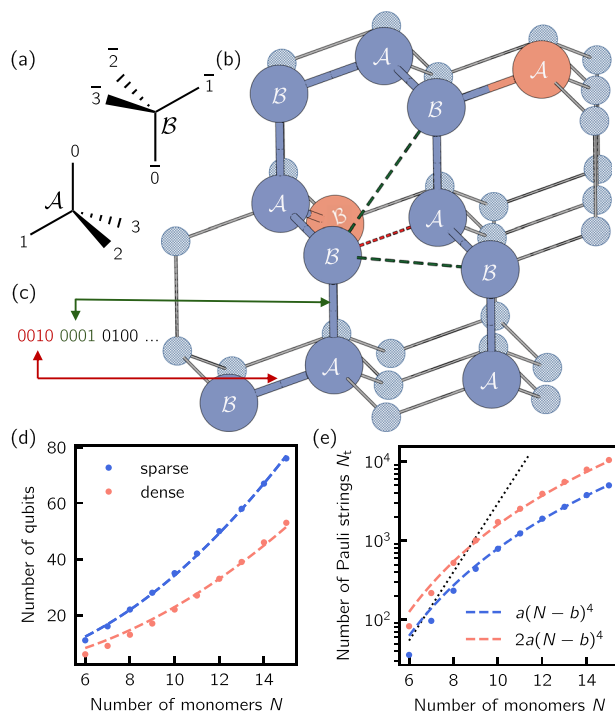 (a)
2̅
3̅
1̅
ℬ
0̅
0
𝒜
3
1
2
(b)
𝒜
𝒜
ℬ
ℬ
𝒜
ℬ
𝒜
ℬ
ℬ
𝒜
𝒜
ℬ
(c)
0010 0001 0100 ...
(d)
80
60
40
20
Number of qubits
sparse
dense
6 8 10 12 14
Number of monomers N
(e)
10⁴
10³
10²
Number of Pauli strings Nₜ
a(N − b)⁴
2a(N − b)⁴
6 8 10 12 14
Number of monomers N